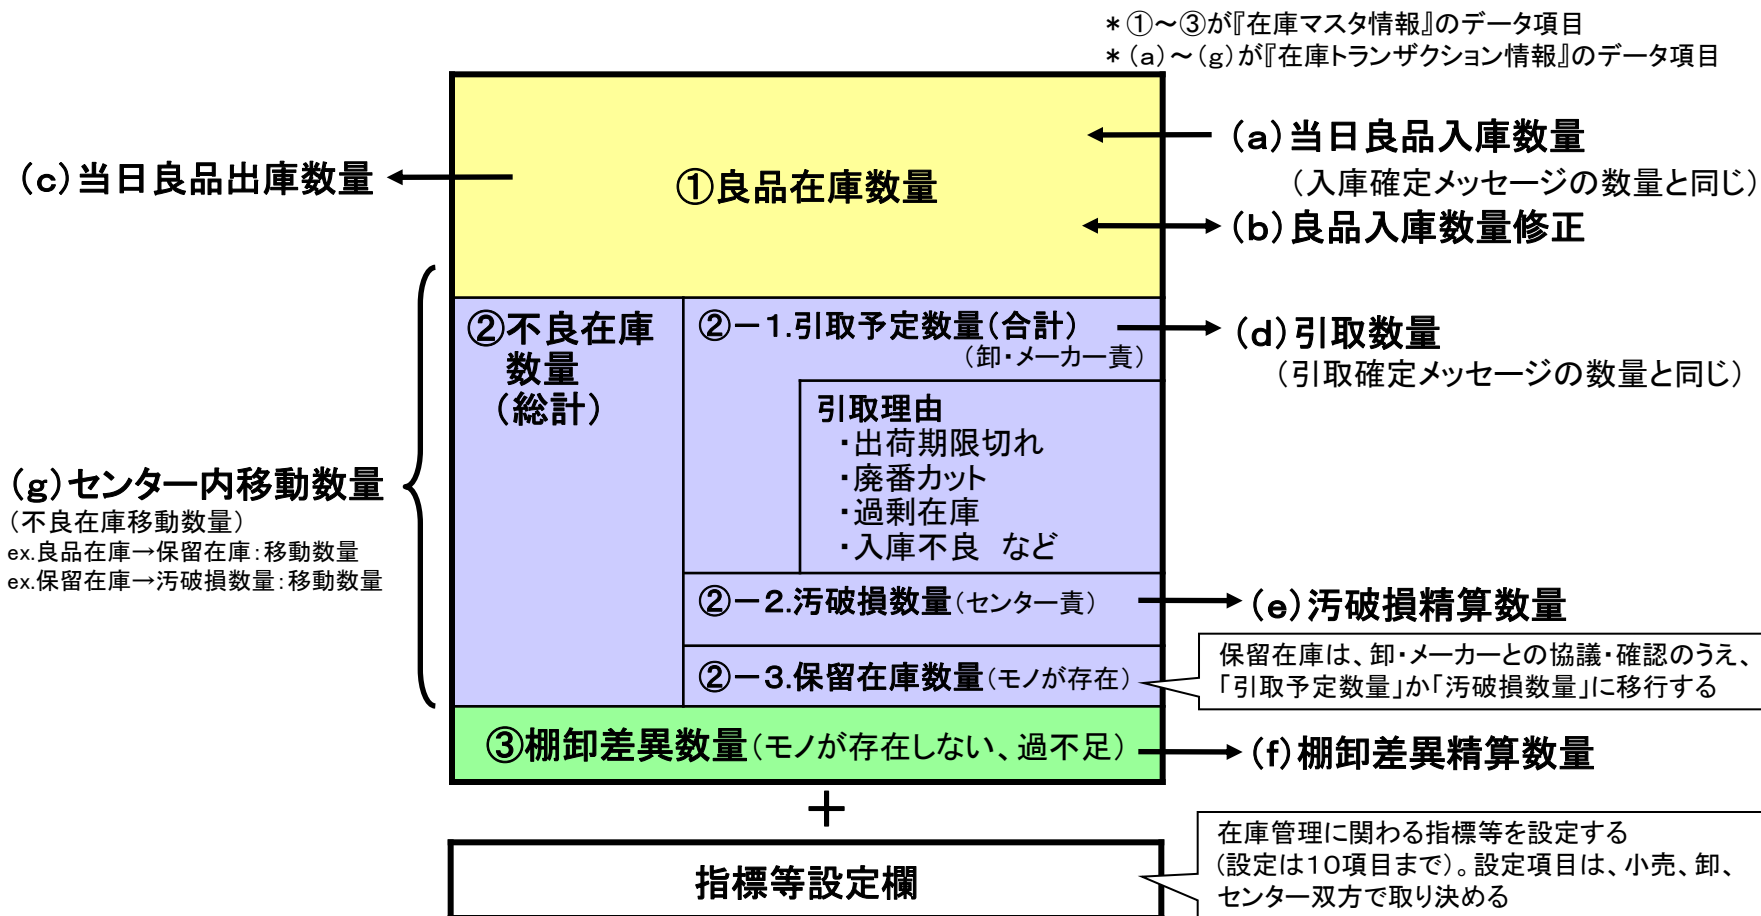 ＊①～③が『在庫マスタ情報』のデータ項目
＊（a）～（g）が『在庫トランザクション情報』のデータ項目
（a）当日良品入庫数量
（入庫確定メッセージの数量と同じ）
（c）当日良品出庫数量
①良品在庫数量
（b）良品入庫数量修正
②不良在庫
数量
（総計）
②－１.引取予定数量（合計）
（卸・メーカー責）
（d）引取数量
（引取確定メッセージの数量と同じ）
引取理由
・出荷期限切れ
・廃番カット
・過剰在庫
・入庫不良　など
（g）センター内移動数量
（不良在庫移動数量）
ex.良品在庫→保留在庫：移動数量
ex.保留在庫→汚破損数量：移動数量
②－２.汚破損数量（センター責）
（e）汚破損精算数量
②－３.保留在庫数量（モノが存在）
保留在庫は、卸・メーカーとの協議・確認のうえ、
「引取予定数量」か「汚破損数量」に移行する
③棚卸差異数量（モノが存在しない、過不足）
（f）棚卸差異精算数量
＋
指標等設定欄
在庫管理に関わる指標等を設定する
（設定は１０項目まで）。設定項目は、小売、卸、
センター双方で取り決める